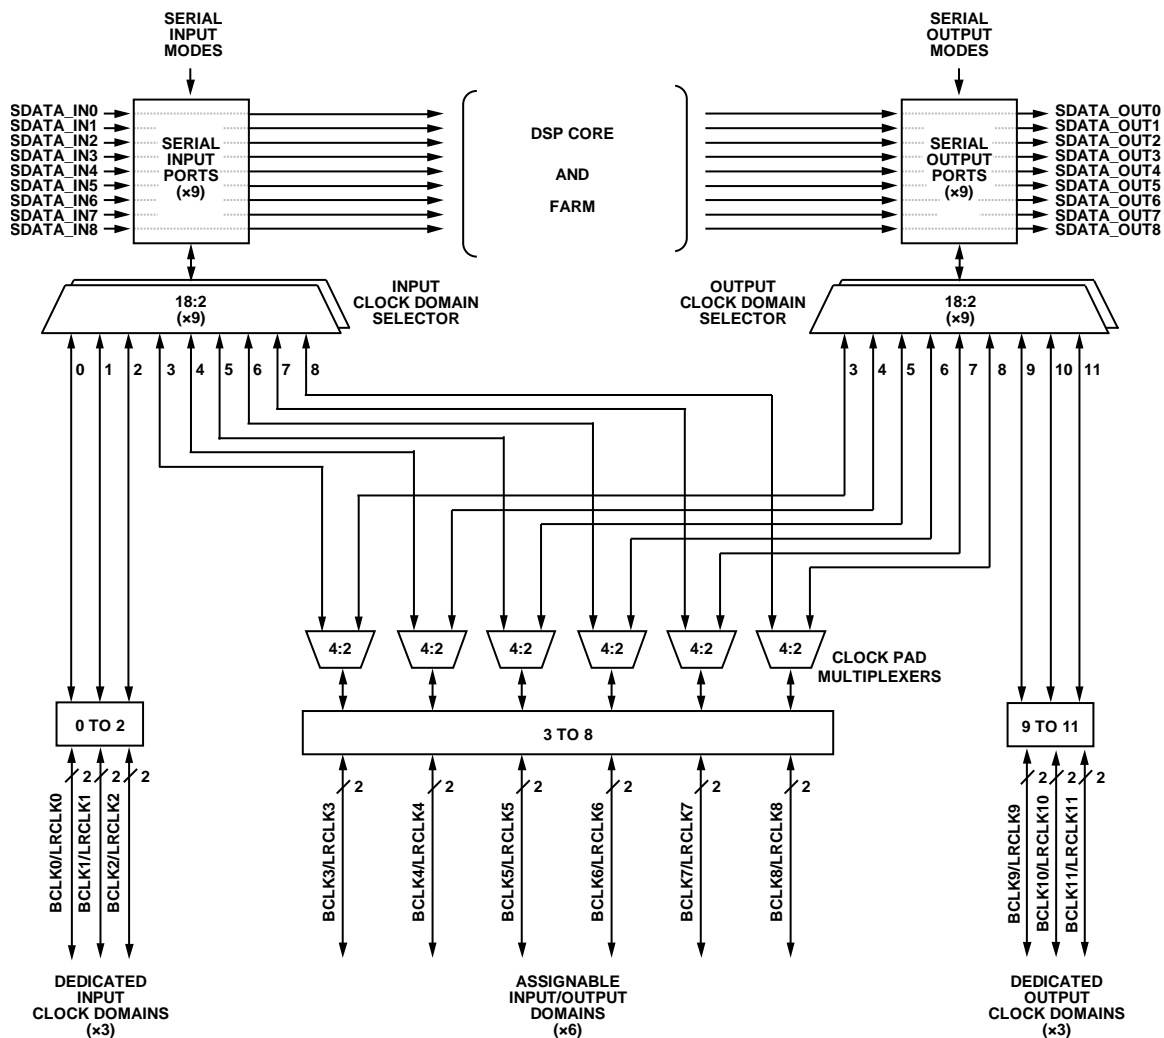 SERIAL
INPUT
MODES
SERIAL
OUTPUT
MODES
SDATA_IN0
SDATA_IN1
SDATA_IN2
SDATA_IN3
SDATA_IN4
SDATA_IN5
SDATA_IN6
SDATA_IN7
SDATA_IN8
SERIAL
INPUT
PORTS
(×9)
DSP CORE
AND
FARM
SERIAL
OUTPUT
PORTS
(×9)
SDATA_OUT0
SDATA_OUT1
SDATA_OUT2
SDATA_OUT3
SDATA_OUT4
SDATA_OUT5
SDATA_OUT6
SDATA_OUT7
SDATA_OUT8
18:2
(×9)
INPUT
CLOCK DOMAIN
SELECTOR
OUTPUT
CLOCK DOMAIN
SELECTOR
18:2
(×9)
0 1 2 3 4 5 6 7 8
3 4 5 6 7 8 9 10 11
4:2 4:2 4:2 4:2 4:2 4:2
CLOCK PAD
MULTIPLEXERS
0 TO 2
3 TO 8
9 TO 11
2 2 2
2 2 2 2 2 2
2 2 2
BCLK0/LRCLK0
BCLK1/LRCLK1
BCLK2/LRCLK2
BCLK3/LRCLK3
BCLK4/LRCLK4
BCLK5/LRCLK5
BCLK6/LRCLK6
BCLK7/LRCLK7
BCLK8/LRCLK8
BCLK9/LRCLK9
BCLK10/LRCLK10
BCLK11/LRCLK11
DEDICATED
INPUT
CLOCK DOMAINS
(×3)
ASSIGNABLE
INPUT/OUTPUT
DOMAINS
(×6)
DEDICATED
OUTPUT
CLOCK DOMAINS
(×3)